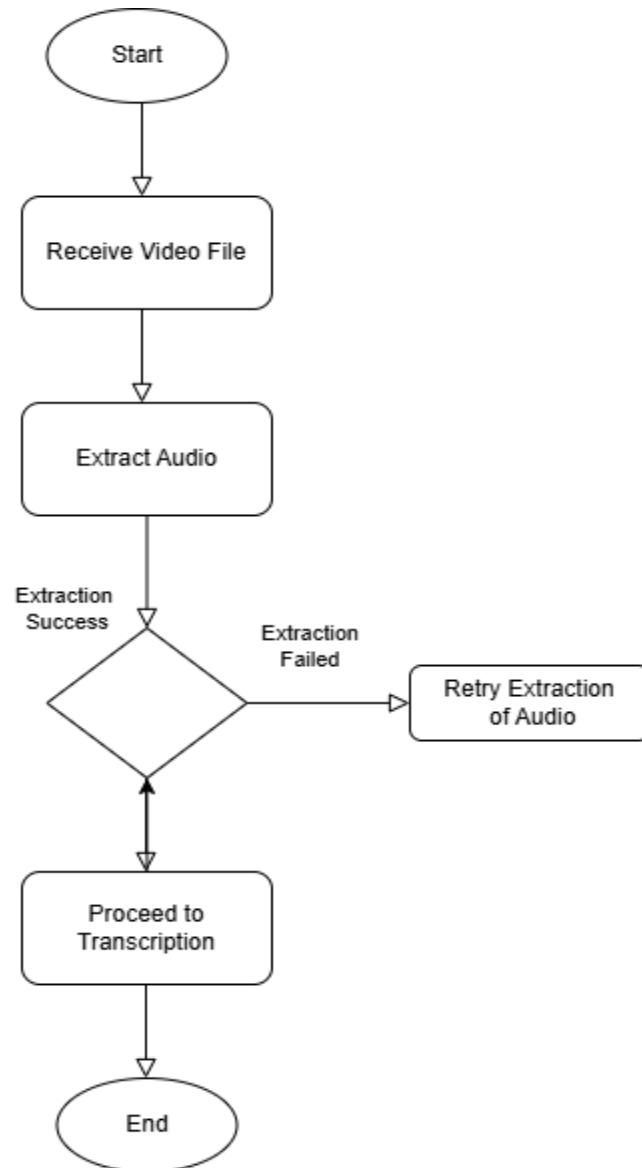 Start
Receive Video File
Extract Audio
Extraction
Success
Extraction
Failed
Retry Extraction
of Audio
Proceed to
Transcription
End